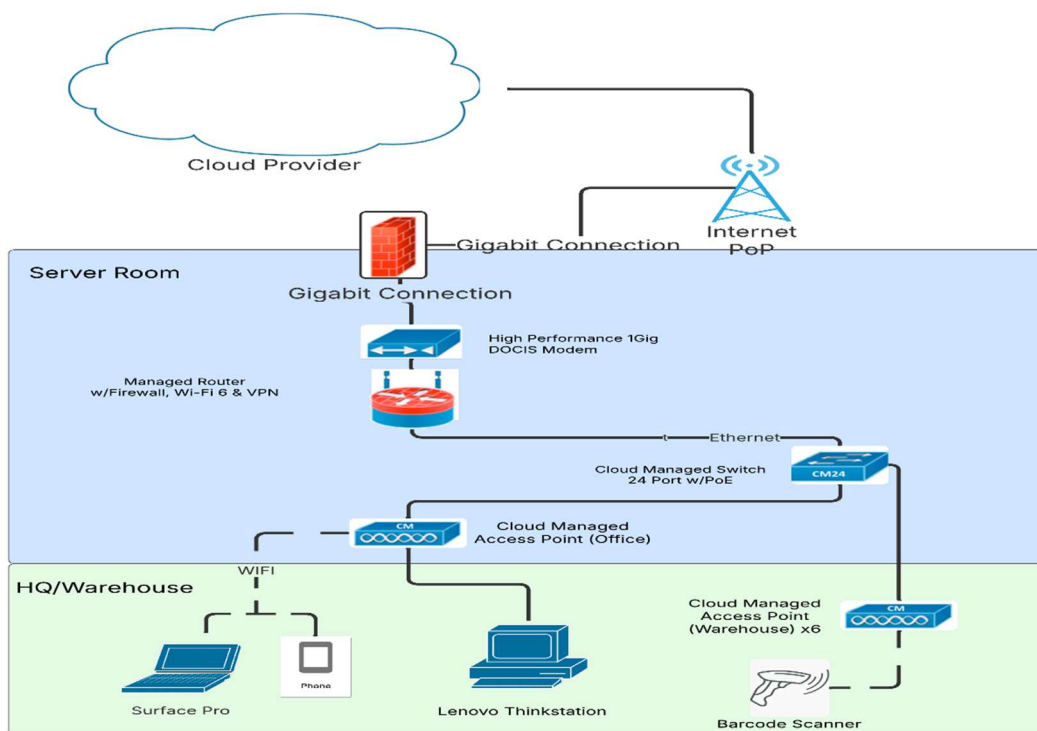 Cloud Provider
Internet
PoP
Gigabit Connection
Server Room
Gigabit Connection
High Performance 1Gig
DOCIS Modem
Managed Router
w/Firewall, Wi-Fi 6 & VPN
t
Ethernet
Cloud Managed Switch
24 Port w/PoE
CM24
CM
Cloud Managed
Access Point (Office)
WIFI
HQ/Warehouse
Cloud Managed
Access Point
(Warehouse) x6
CM
Phone
Surface Pro
Lenovo Thinkstation
Barcode Scanner